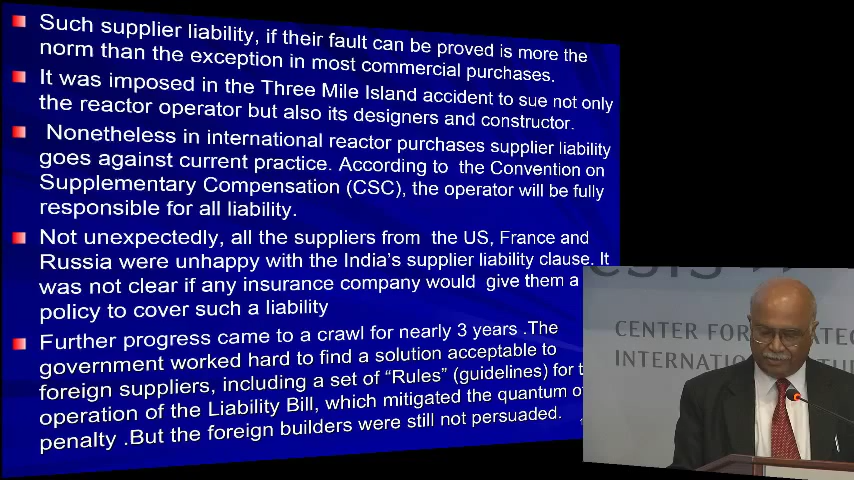 Such supplier liability, if their fault can be proved is more the
norm than the exception in most commercial purchases.
It was imposed in the Three Mile Island accident to sue not only
the reactor operator but also its designers and constructor.
Nonetheless in international reactor purchases supplier liability
goes against current practice. According to the Convention on
Supplementary Compensation (CSC), the operator will be fully
responsible for all liability.
Not unexpectedly, all the suppliers from the US, France and
Russia were unhappy with the India's supplier liability clause. It
was not clear if any insurance company would give them a
policy to cover such a liability
Further progress came to a crawl for nearly 3 years .The
government worked hard to find a solution acceptable to
foreign suppliers, including a set of “Rules” (guidelines) for t
operation of the Liability Bill, which mitigated the quantum of
penalty .But the foreign builders were still not persuaded.
CSIS
CENTER FOR
INTERNATION